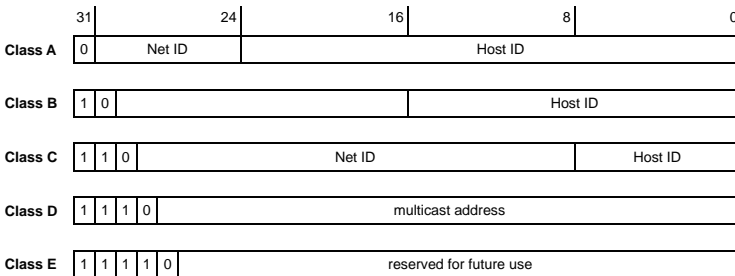 31 24 16 8 0
Class A 0 Net ID Host ID
Class B 1 0 Host ID
Class C 1 1 0 Net ID Host ID
Class D 1 1 1 0 multicast address
Class E 1 1 1 1 0 reserved for future use